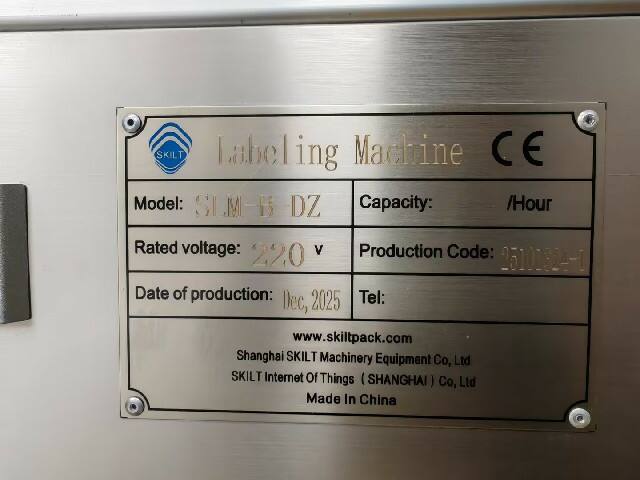 SKILT Labeling Machine CE
Model: SLM-B-DZ Capacity: /Hour
Rated voltage: 220 V Production Code:
Date of production: Dec, 2025 Tel:
www.skiltpack.com
Shanghai SKILT Machinery Equipment Co, Ltd
SKILT Internet Of Things ( SHANGHAI ) Co, Ltd
Made In China